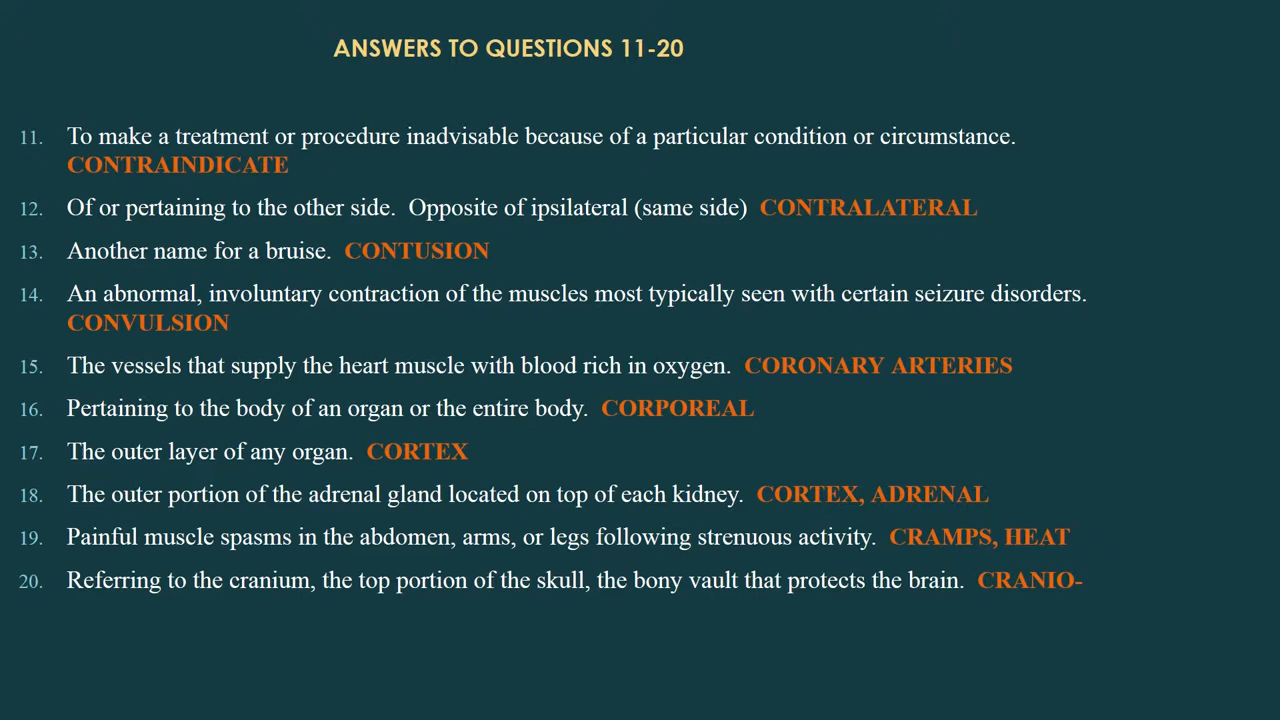 ANSWERS TO QUESTIONS 11-20
11. To make a treatment or procedure inadvisable because of a particular condition or circumstance.
CONTRAINDICATE
12. Of or pertaining to the other side.  Opposite of ipsilateral (same side)  CONTRALATERAL
13. Another name for a bruise.  CONTUSION
14. An abnormal, involuntary contraction of the muscles most typically seen with certain seizure disorders.
CONVULSION
15. The vessels that supply the heart muscle with blood rich in oxygen.  CORONARY ARTERIES
16. Pertaining to the body of an organ or the entire body.  CORPOREAL
17. The outer layer of any organ.  CORTEX
18. The outer portion of the adrenal gland located on top of each kidney.  CORTEX, ADRENAL
19. Painful muscle spasms in the abdomen, arms, or legs following strenuous activity.  CRAMPS, HEAT
20. Referring to the cranium, the top portion of the skull, the bony vault that protects the brain.  CRANIO-